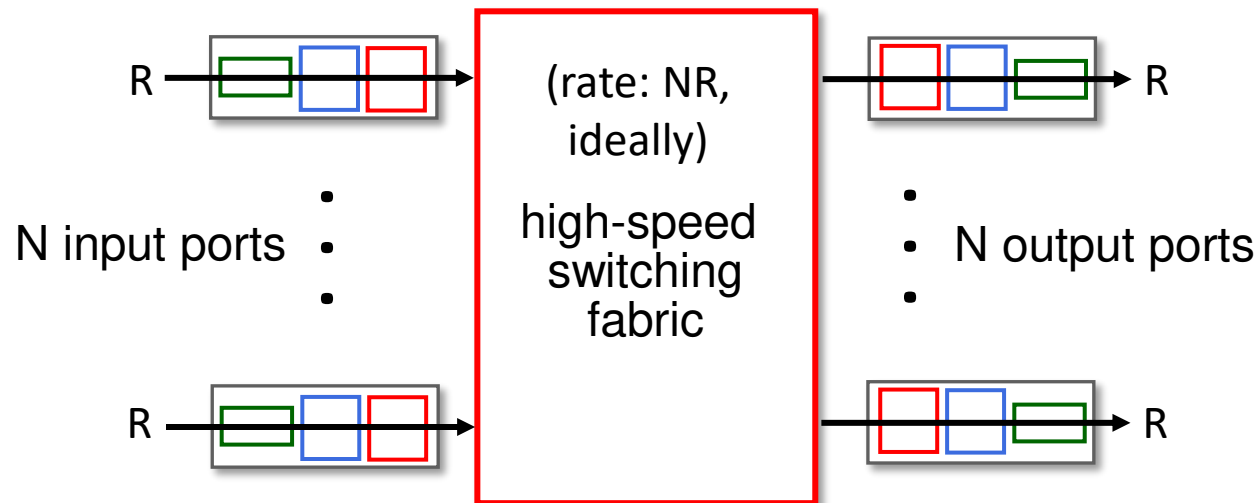 R
(rate: NR,
ideally)
R
N input ports
high-speed
switching
fabric
N output ports
R
R